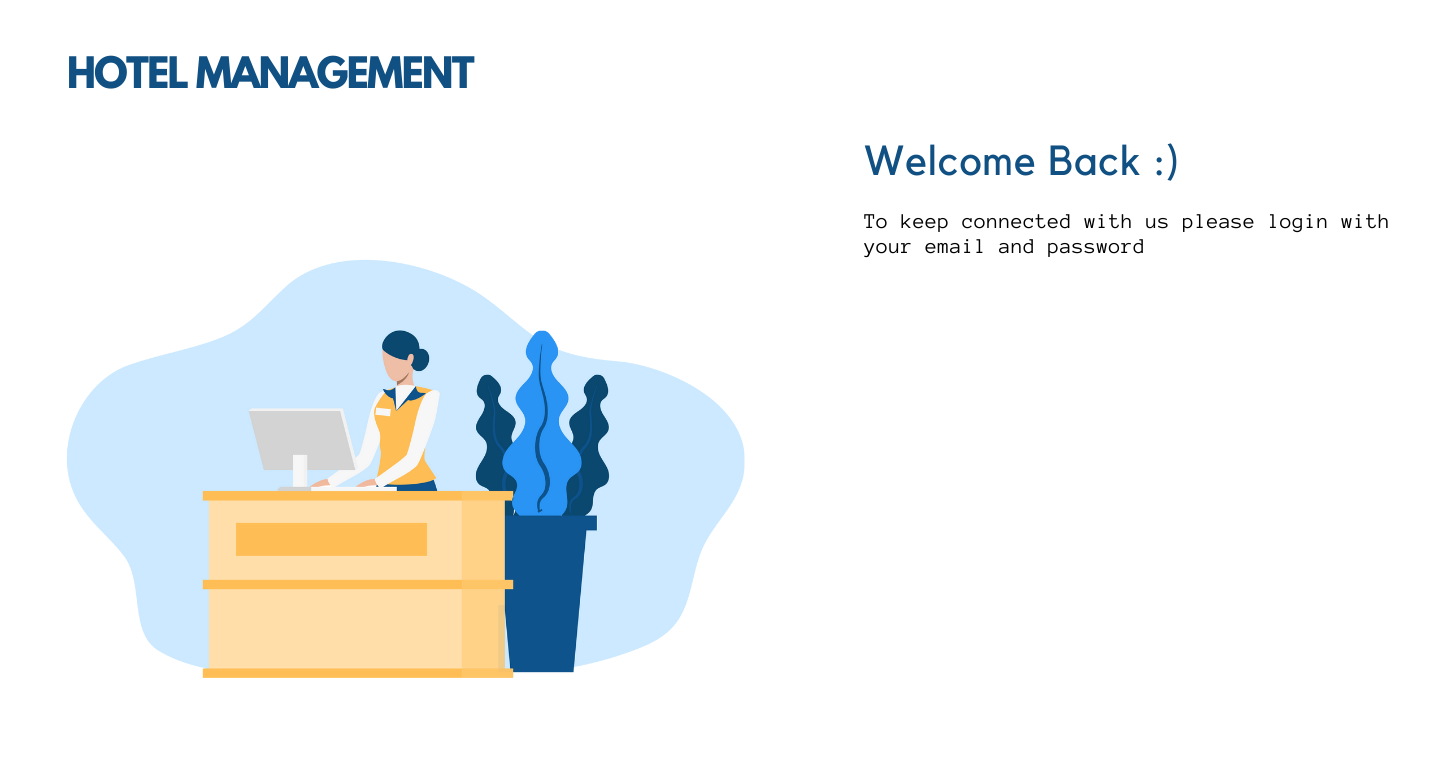 HOTEL MANAGEMENT
Welcome Back :)
To keep connected with us please login with
your email and password